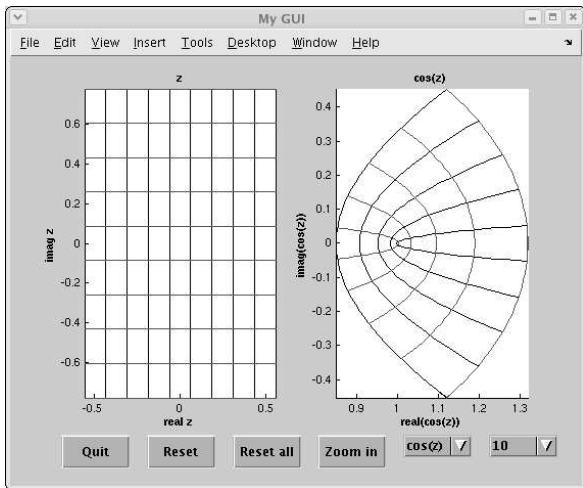 My GUI
File Edit View Insert Tools Desktop Window Help
z
imag z
0.6
0.4
0.2
0
-0.2
-0.4
-0.6
-0.5 0 0.5
real z
cos(z)
imag(cos(z))
0.4
0.3
0.2
0.1
0
-0.1
-0.2
-0.3
-0.4
0.9 1 1.1 1.2 1.3
real(cos(z))
Quit Reset Reset all Zoom in cos(z) 10